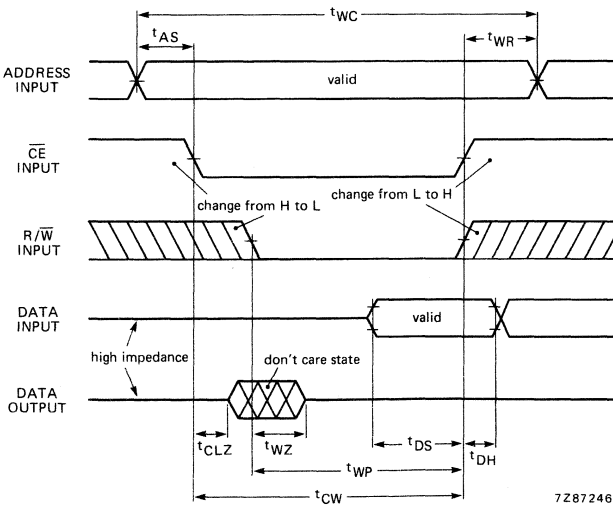 tWC
tAS
tWR
ADDRESS
INPUT
valid
CE
INPUT
change from H to L
change from L to H
R/W
INPUT
DATA
INPUT
valid
high impedance
don't care state
DATA
OUTPUT
tCLZ
tWZ
tDS
tDH
tWP
tCW
7Z87246